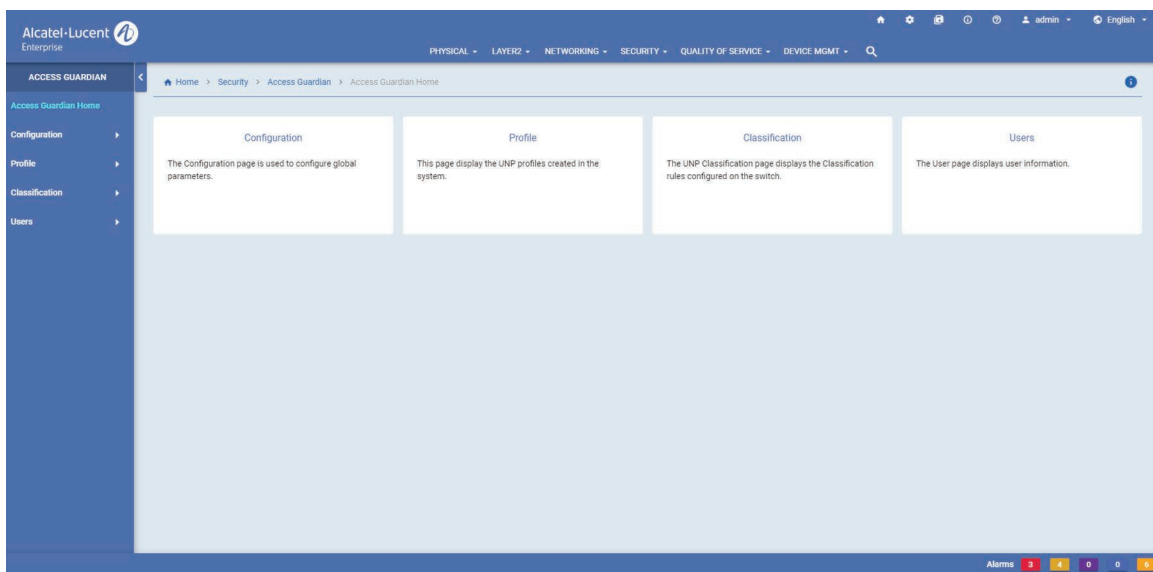 Alcatel·Lucent
Enterprise
admin
English
PHYSICAL
LAYER2
NETWORKING
SECURITY
QUALITY OF SERVICE
DEVICE MGMT
ACCESS GUARDIAN
Home > Security > Access Guardian > Access Guardian Home
Access Guardian Home
Configuration
Profile
Classification
Users
Configuration
The Configuration page is used to configure global
parameters.
Profile
This page display the UNP profiles created in the
system.
Classification
The UNP Classification page displays the Classification
rules configured on the switch.
Users
The User page displays user information.
Alarms 3 4 0 0 6